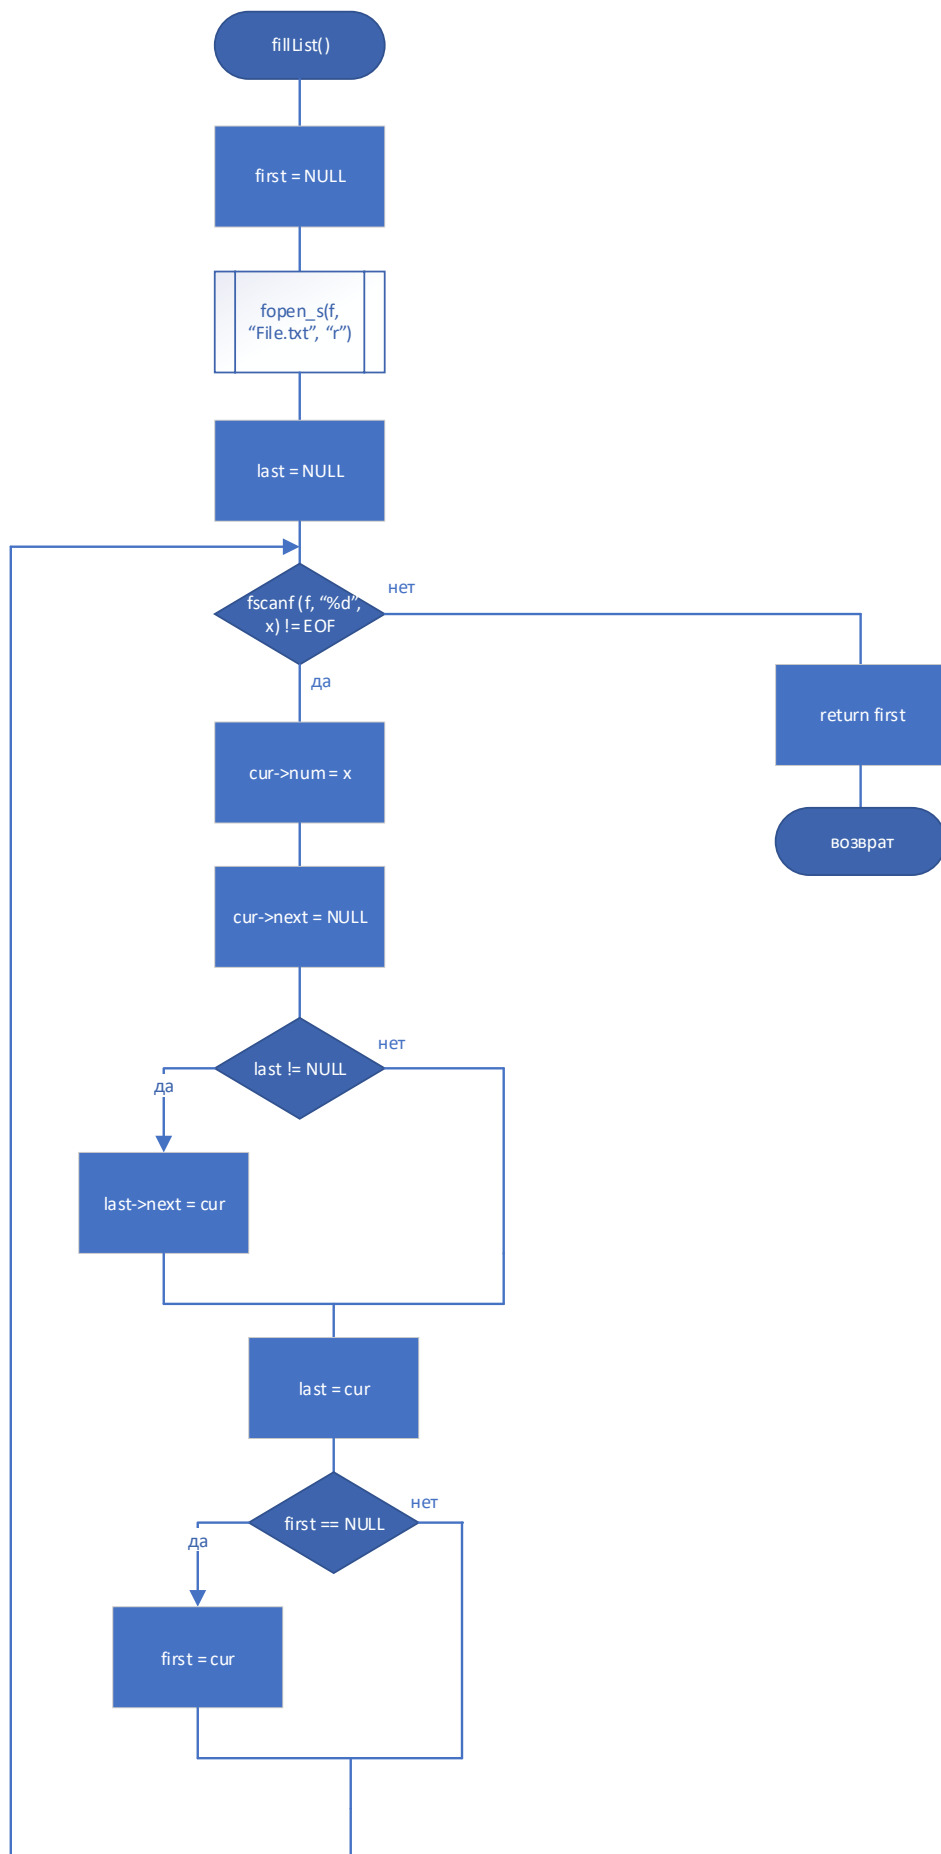 fillList()
first = NULL
fopen_s(f,
“File.txt”, “r”)
last = NULL
fscanf (f, “%d”,
x) != EOF
нет
да
return first
cur->num = x
возврат
cur->next = NULL
last != NULL
нет
да
last->next = cur
last = cur
first == NULL
нет
да
first = cur